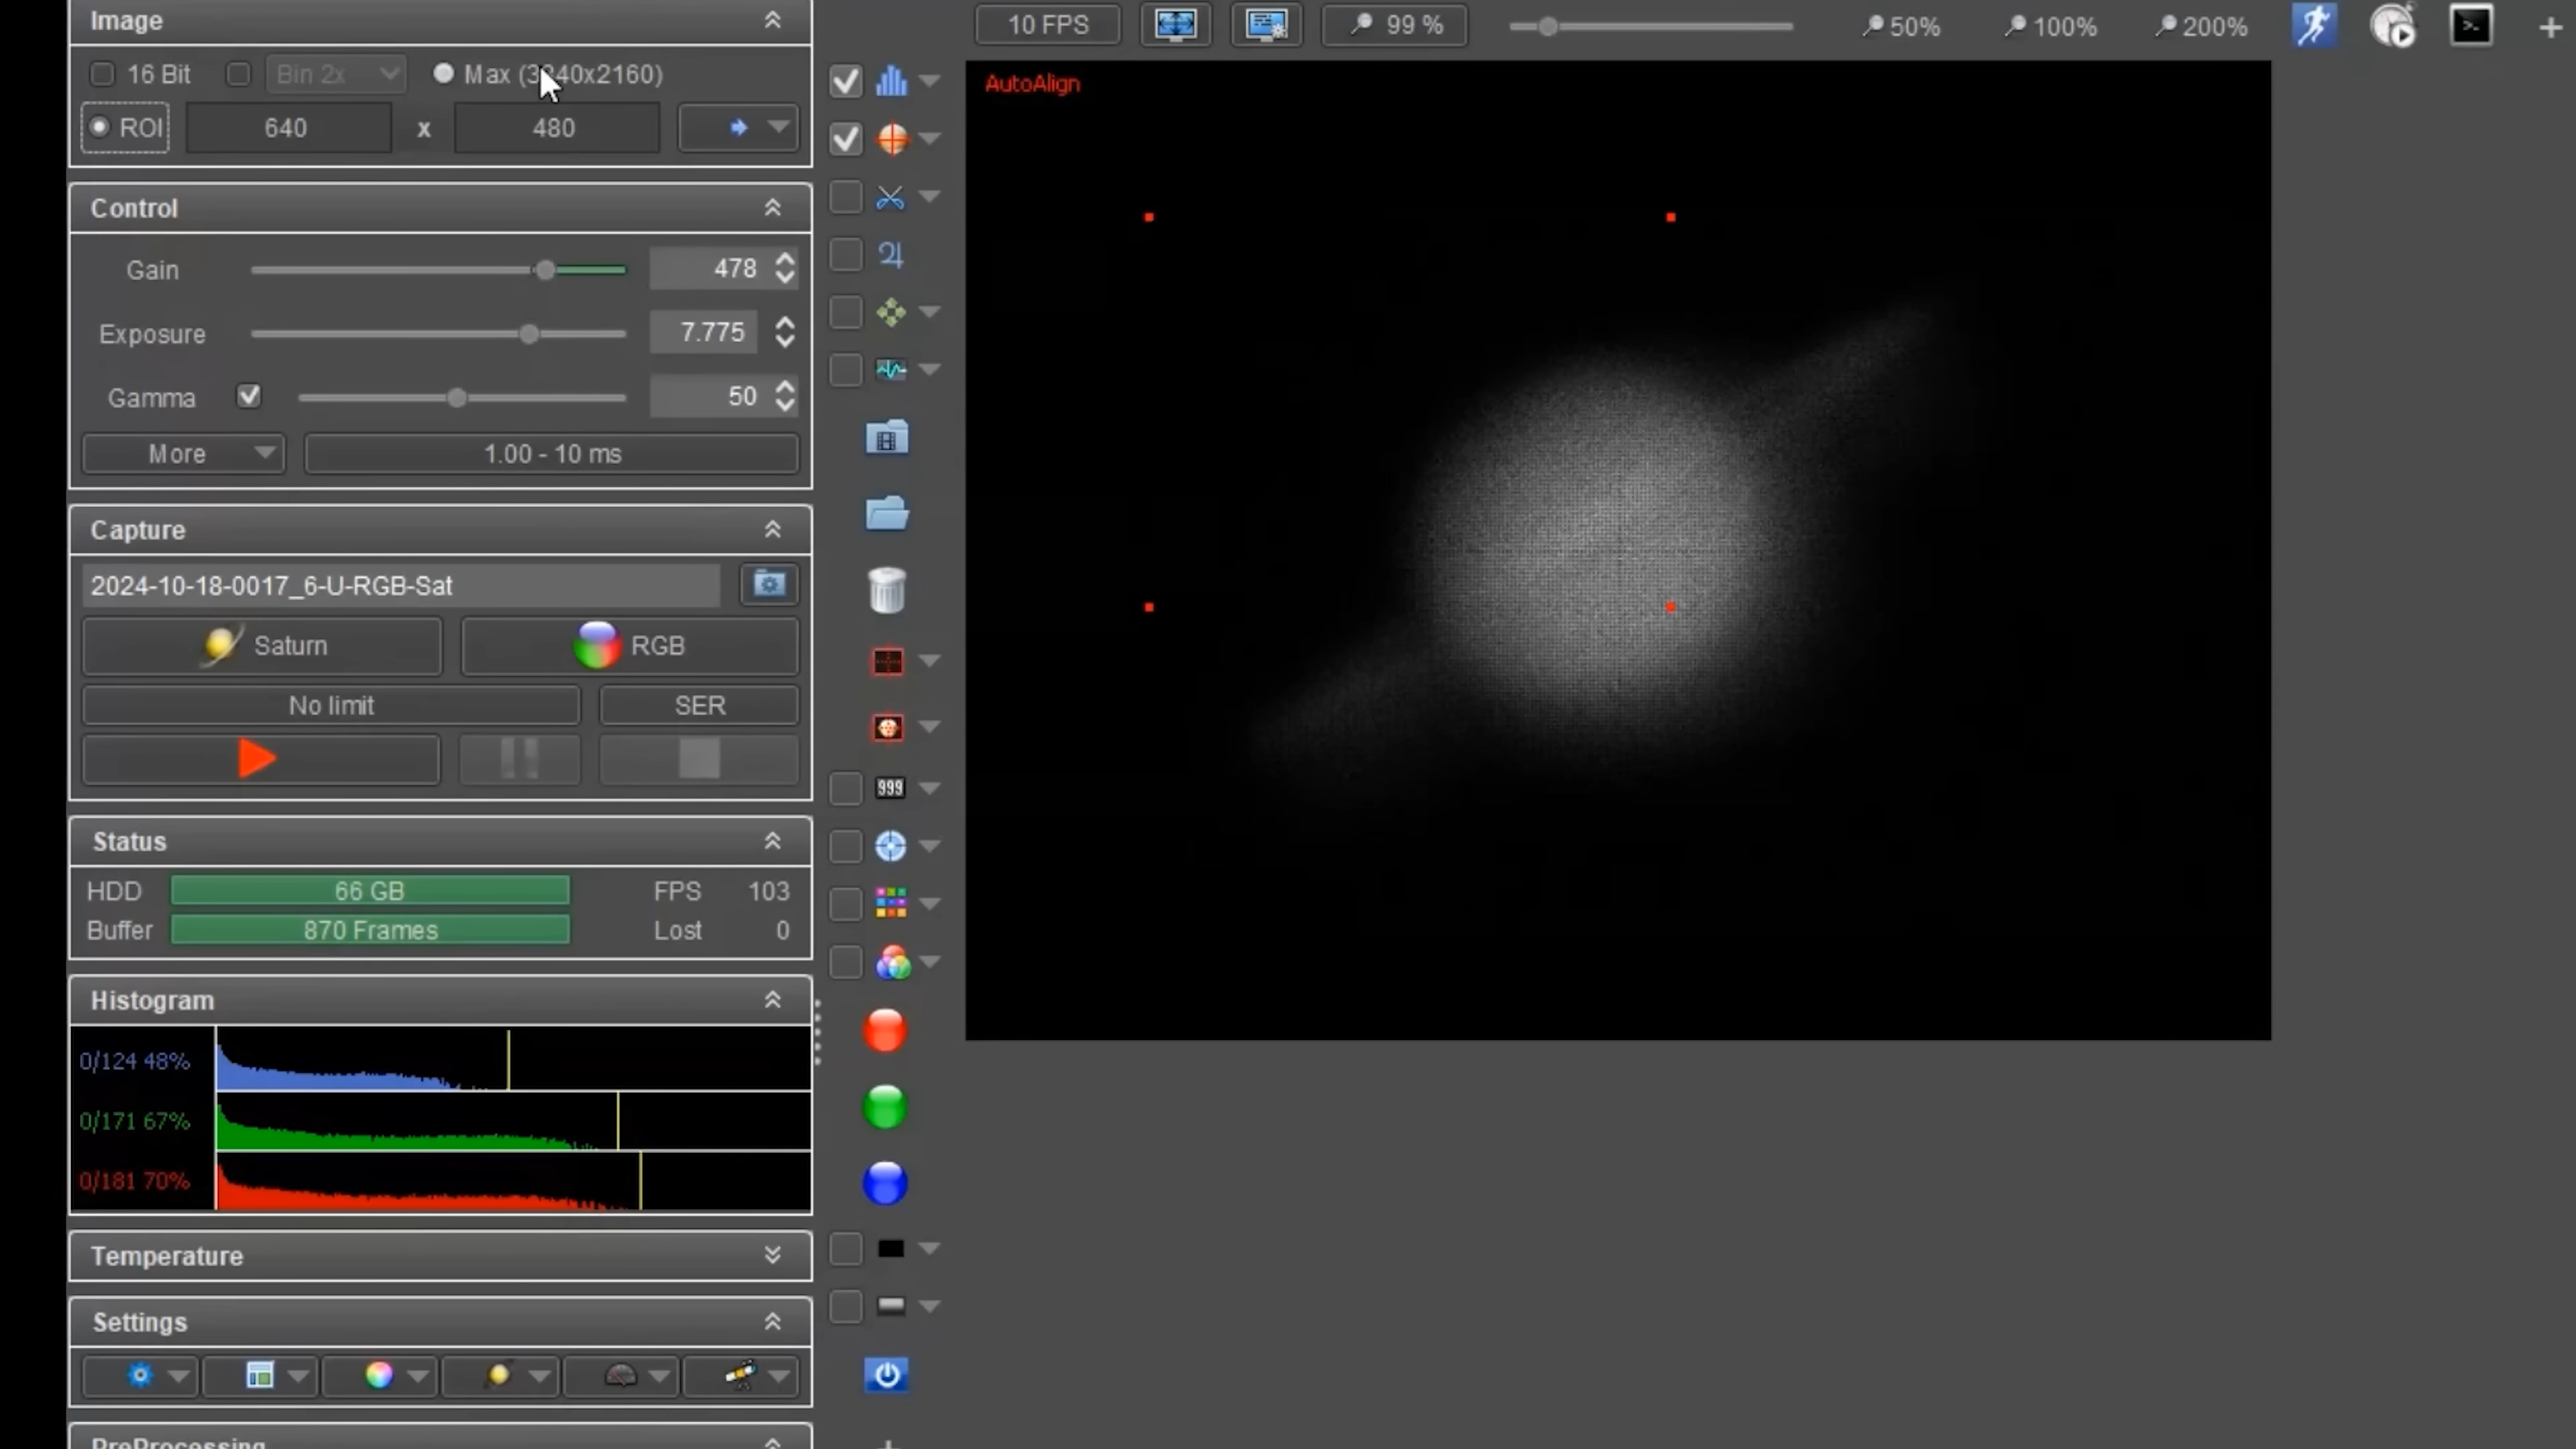 Image
16 Bit Bin 2x Max (3840x2160)
ROI 640 x 480
Control
Gain 478
Exposure 7.775
Gamma 50
More 1.00 - 10 ms
Capture
2024-10-18-0017_6-U-RGB-Sat
Saturn RGB
No limit SER
Status
HDD 66 GB FPS 103
Buffer 870 Frames Lost 0
Histogram
0/124 48%
0/171 67%
0/181 70%
Temperature
Settings
PreProcessing
10 FPS 99 % 50% 100% 200%
AutoAlign
999